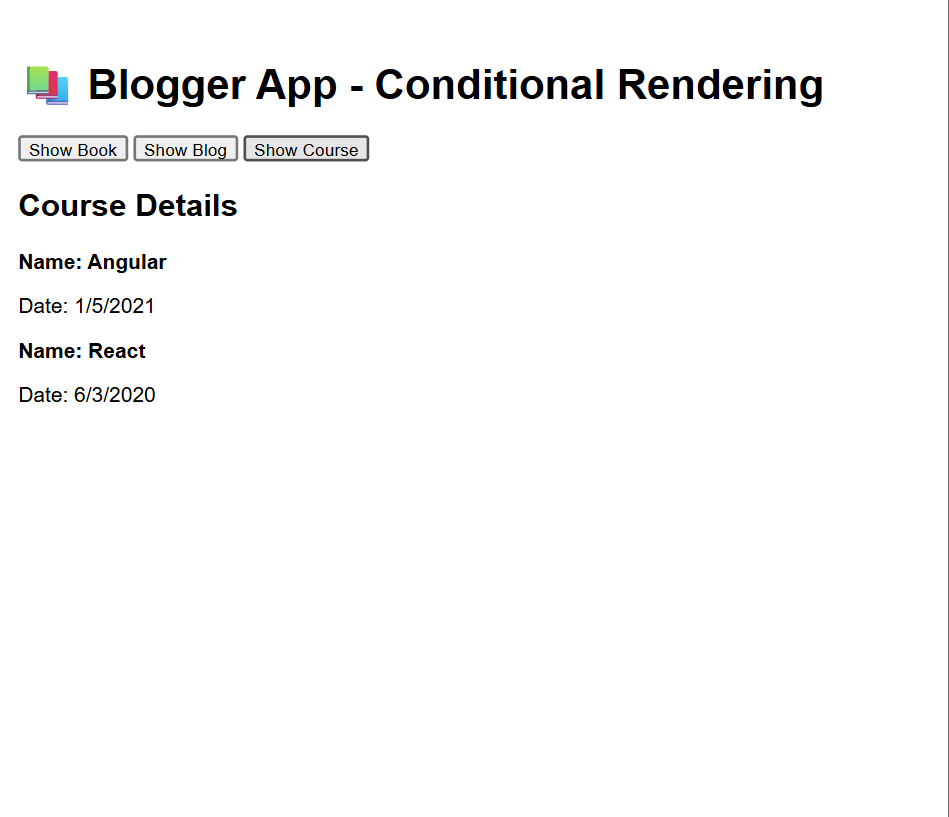 Blogger App - Conditional Rendering
Show Book Show Blog Show Course
Course Details
Name: Angular
Date: 1/5/2021
Name: React
Date: 6/3/2020